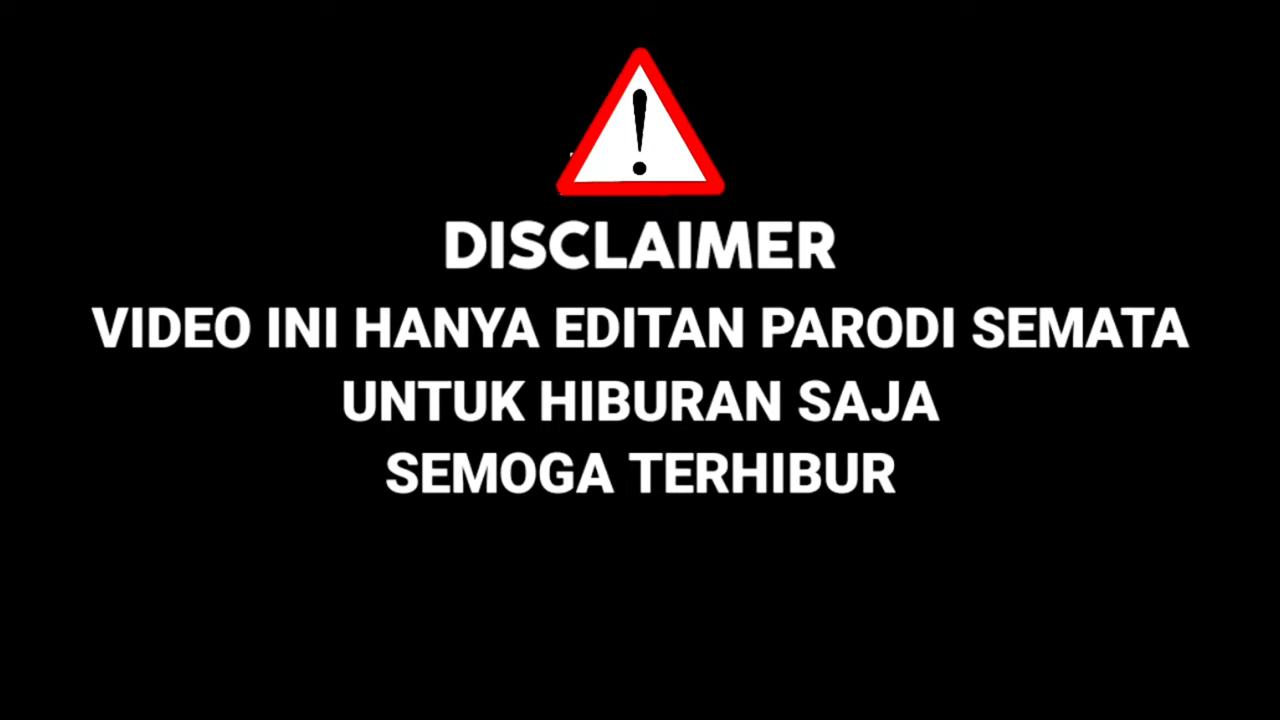 DISCLAIMER
VIDEO INI HANYA EDITAN PARODI SEMATA
UNTUK HIBURAN SAJA
SEMOGA TERHIBUR